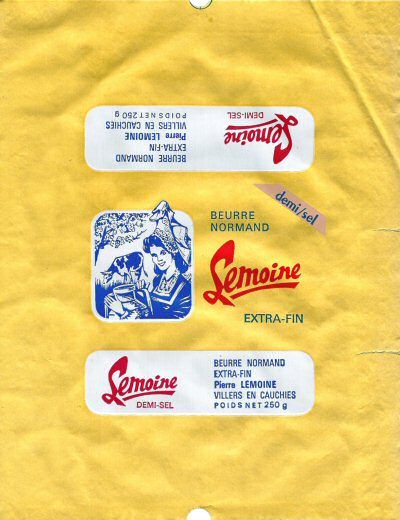 BEURRE NORMAND
EXTRA-FIN
Pierre LEMOINE
VILLERS EN CAUCHIES
POIDS NET 250 g
Lemoine
DEMI-SEL
demi/sel
BEURRE
NORMAND
Lemoine
EXTRA-FIN
Lemoine
DEMI-SEL
BEURRE NORMAND
EXTRA-FIN
Pierre LEMOINE
VILLERS EN CAUCHIES
POIDS NET 250 g